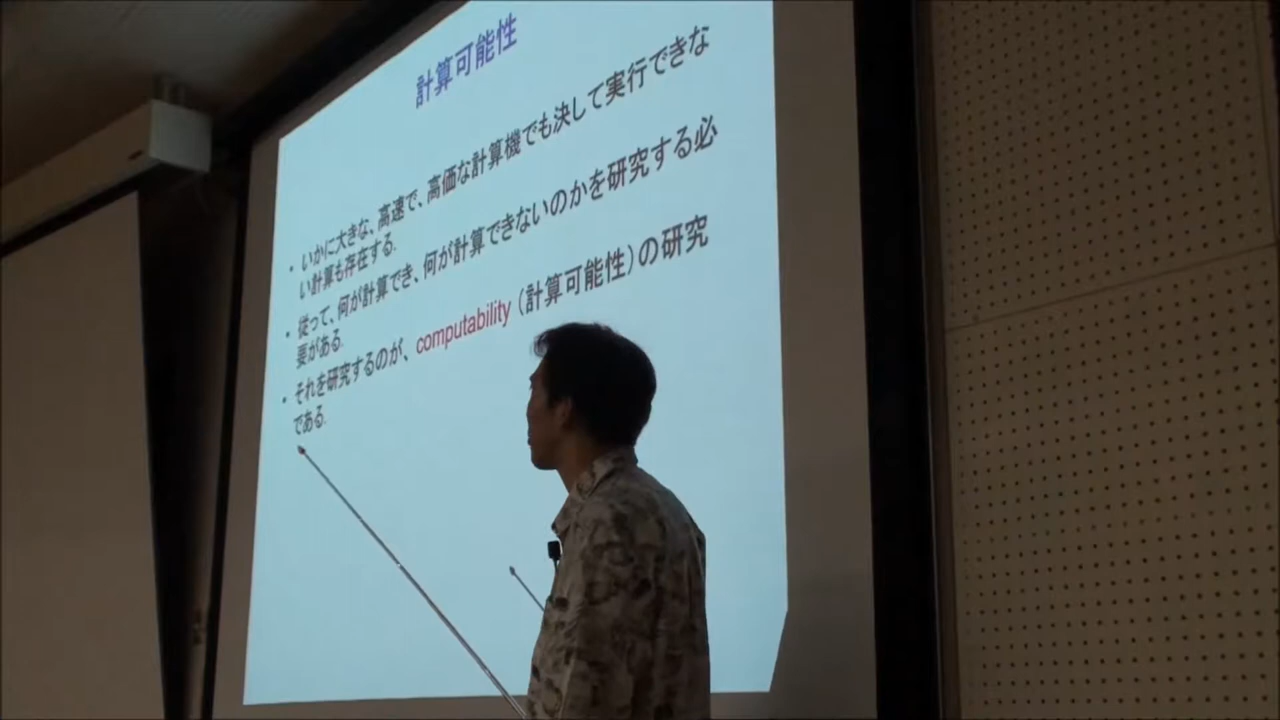 計算可能性
・ いかに大きな、高速で、高価な計算機でも決して実行できな
い計算も存在する.
・ 従って、何が計算でき、何が計算できないのかを研究する必
要がある.
・ それを研究するのが、computability（計算可能性）の研究
である.